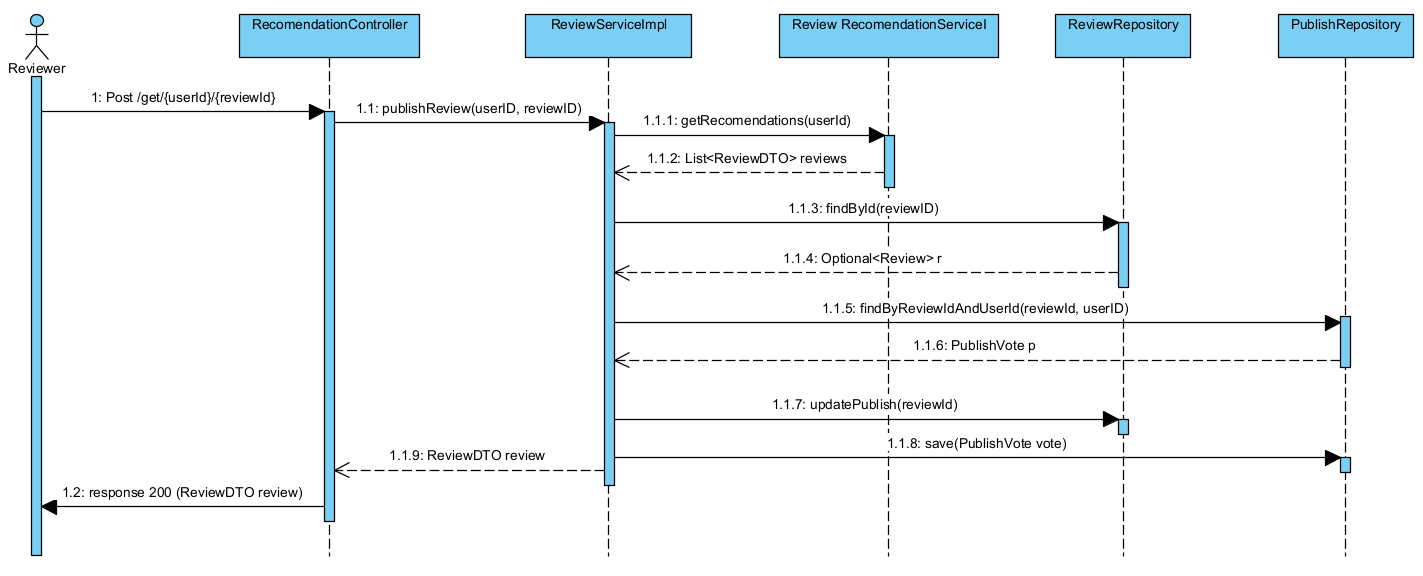 RecomendationController
ReviewServiceImpl
Review RecomendationServiceI
ReviewRepository
PublishRepository
Reviewer
1: Post /get/{userId}/{reviewId}
1.1: publishReview(userID, reviewID)
1.1.1: getRecomendations(userId)
1.1.2: List<ReviewDTO> reviews
1.1.3: findById(reviewID)
1.1.4: Optional<Review> r
1.1.5: findByReviewIdAndUserId(reviewId, userID)
1.1.6: PublishVote p
1.1.7: updatePublish(reviewId)
1.1.8: save(PublishVote vote)
1.1.9: ReviewDTO review
1.2: response 200 (ReviewDTO review)